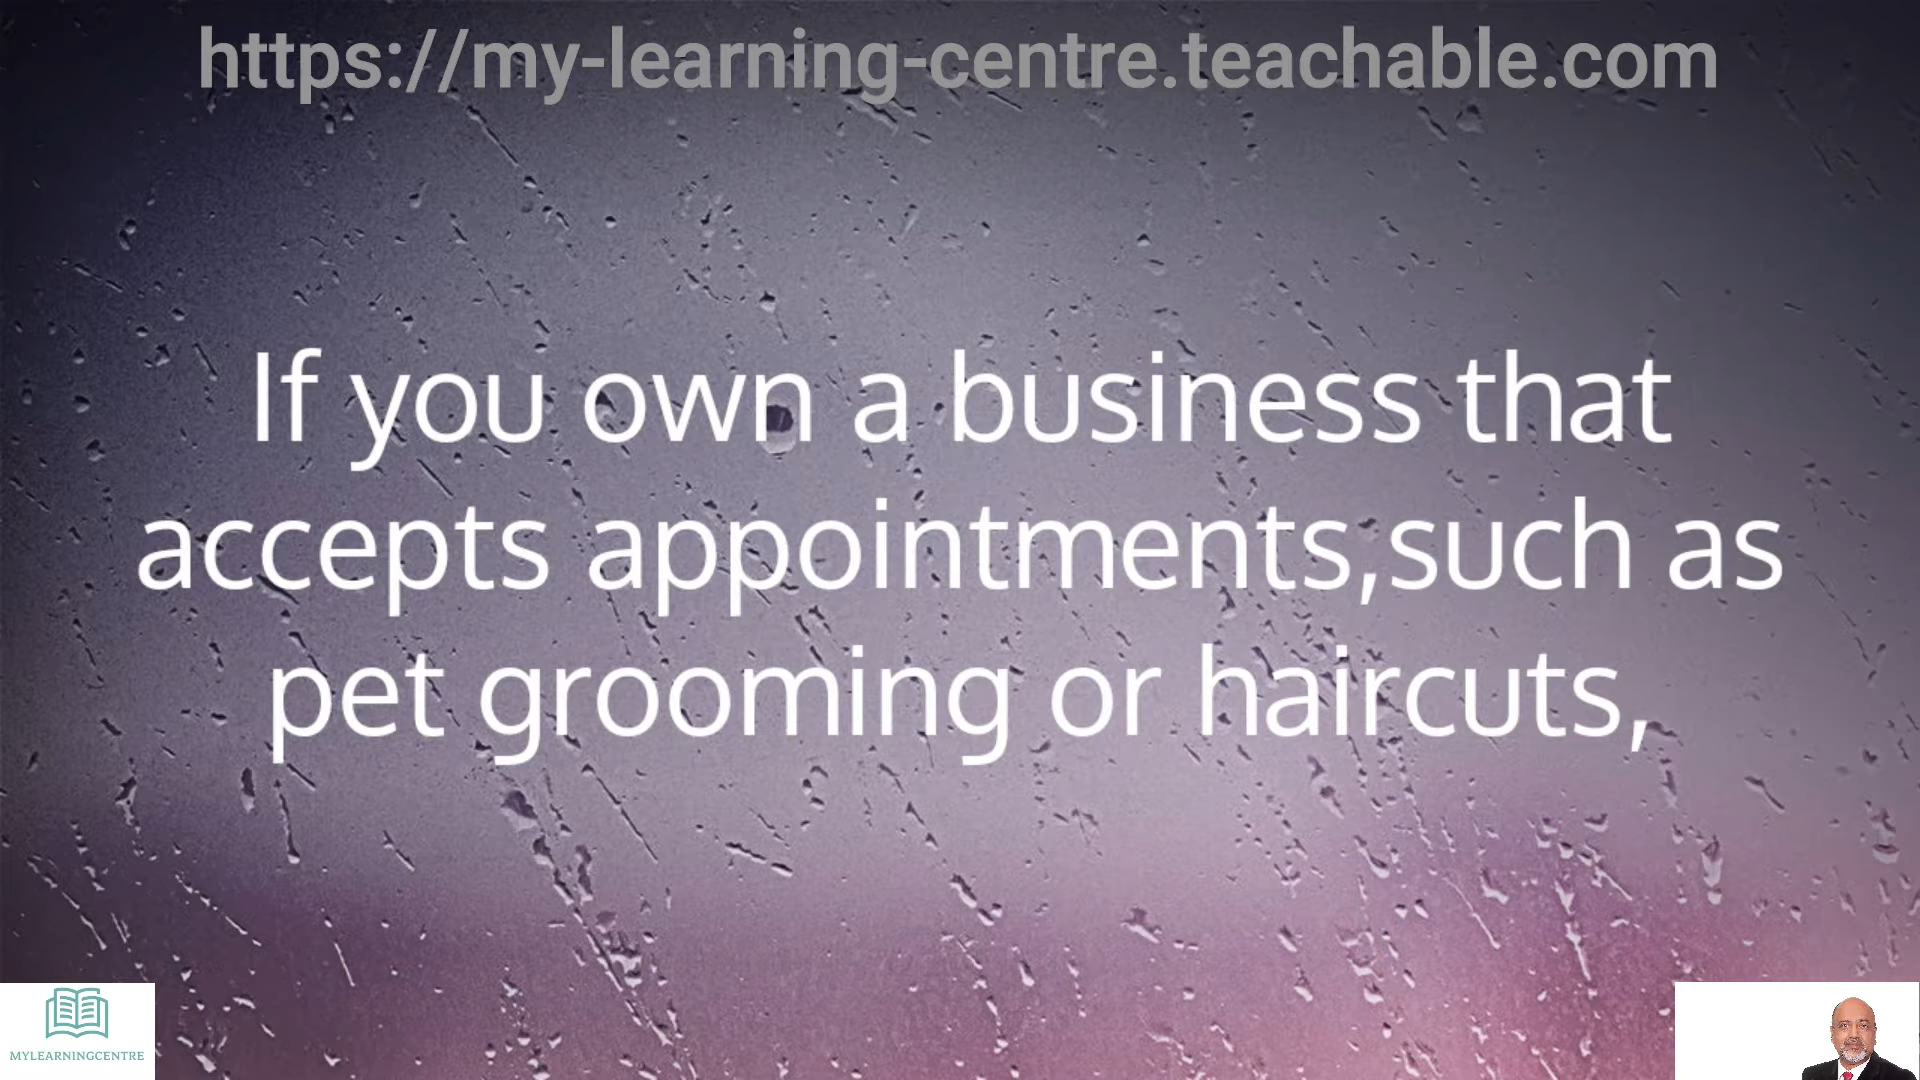 https://my-learning-centre.teachable.com
If you own a business that
accepts appointments,such as
pet grooming or haircuts,
MYLEARNINGCENTRE